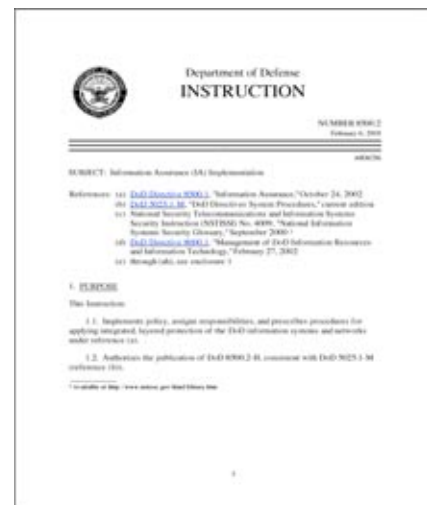 Department of Defense
INSTRUCTION
NUMBER 8500.2
February 6, 2003
SUBJECT: Information Assurance (IA) Implementation
References: (a) DoD Directive 8500.1, "Information Assurance," October 24, 2002
(b) DoD 5025.1-M, "DoD Directives System Procedures," current edition
(c) National Security Telecommunications and Information Systems
Security Instruction (NSTISSI) No. 4009, "National Information
Systems Security Glossary," September 2000 1
(d) DoD Directive 8000.1, "Management of DoD Information Resources
and Information Technology," February 27, 2002
(e) through (ah), see enclosure 1
1. PURPOSE
This Instruction:
1.1. Implements policy, assigns responsibilities, and prescribes procedures for
applying integrated, layered protection of the DoD information systems and networks
under reference (a).
1.2. Authorizes the publication of DoD 8500.2-H, consistent with DoD 5025.1-M
(reference (b)).
1